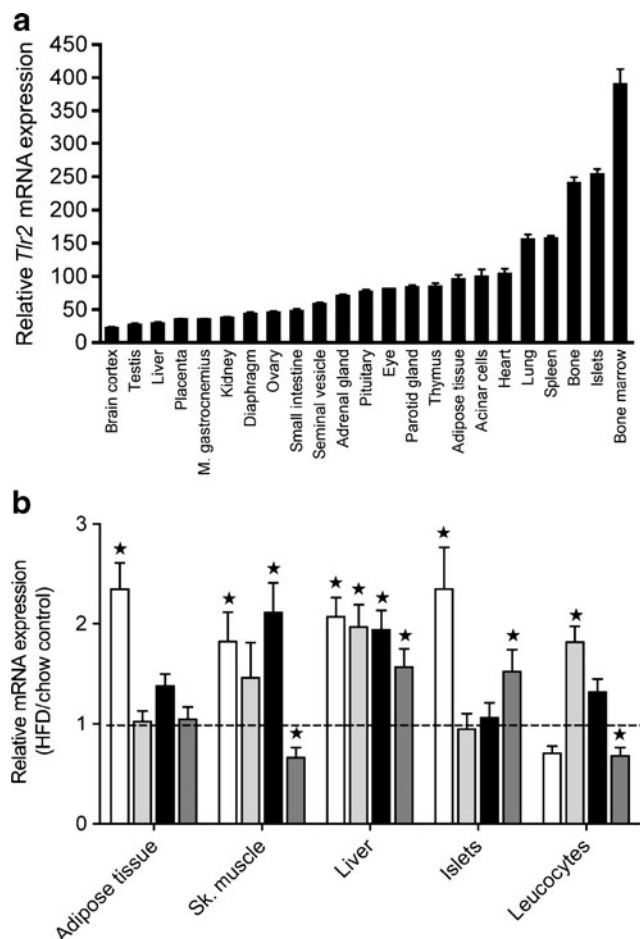 a
Relative Tlr2 mRNA expression
450
400
350
300
250
200
150
100
50
0
Brain cortex
Testis
Liver
Placenta
M. gastrocnemius
Kidney
Diaphragm
Ovary
Small intestine
Seminal vesicle
Adrenal gland
Pituitary
Eye
Parotid gland
Thymus
Adipose tissue
Acinar cells
Heart
Lung
Spleen
Bone
Islets
Bone marrow
b
Relative mRNA expression
(HFD/chow control)
3
2
1
0
Adipose tissue
Sk. muscle
Liver
Islets
Leucocytes